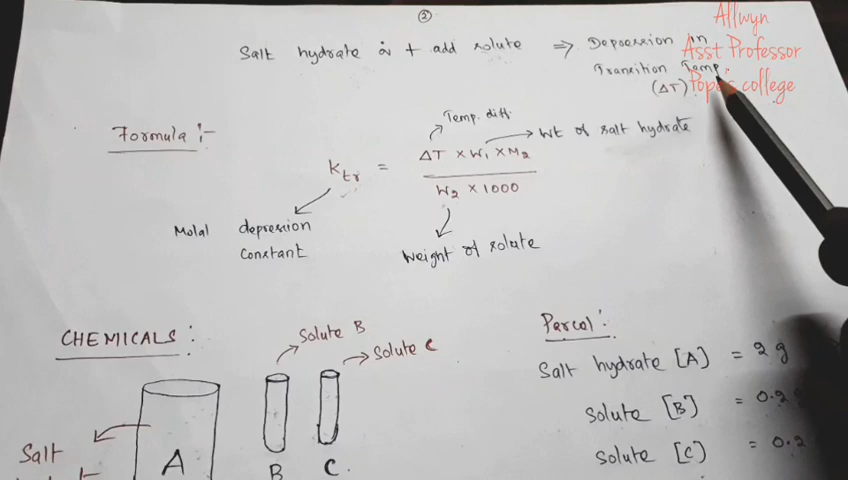 ②
Salt hydrate + add solute ⇒ Depression in
Transition Temp.
(ΔT)
Allwyn
Asst Professor
Pope's college
Formula :-
Temp. diff
Wt of salt hydrate
Ktr = ΔT × W₁ × M₂
W₂ × 1000
Molal depression
Constant
Weight of solute
CHEMICALS :
Solute B
Solute C
Salt
A
B
C.
Parcel :
Salt hydrate [A] = 2 g
solute [B] = 0.2
solute [C] = 0.2